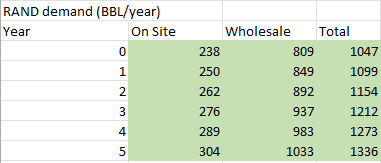 RAND demand (BBL/year)
Year On Site Wholesale Total
0 238 809 1047
1 250 849 1099
2 262 892 1154
3 276 937 1212
4 289 983 1273
5 304 1033 1336